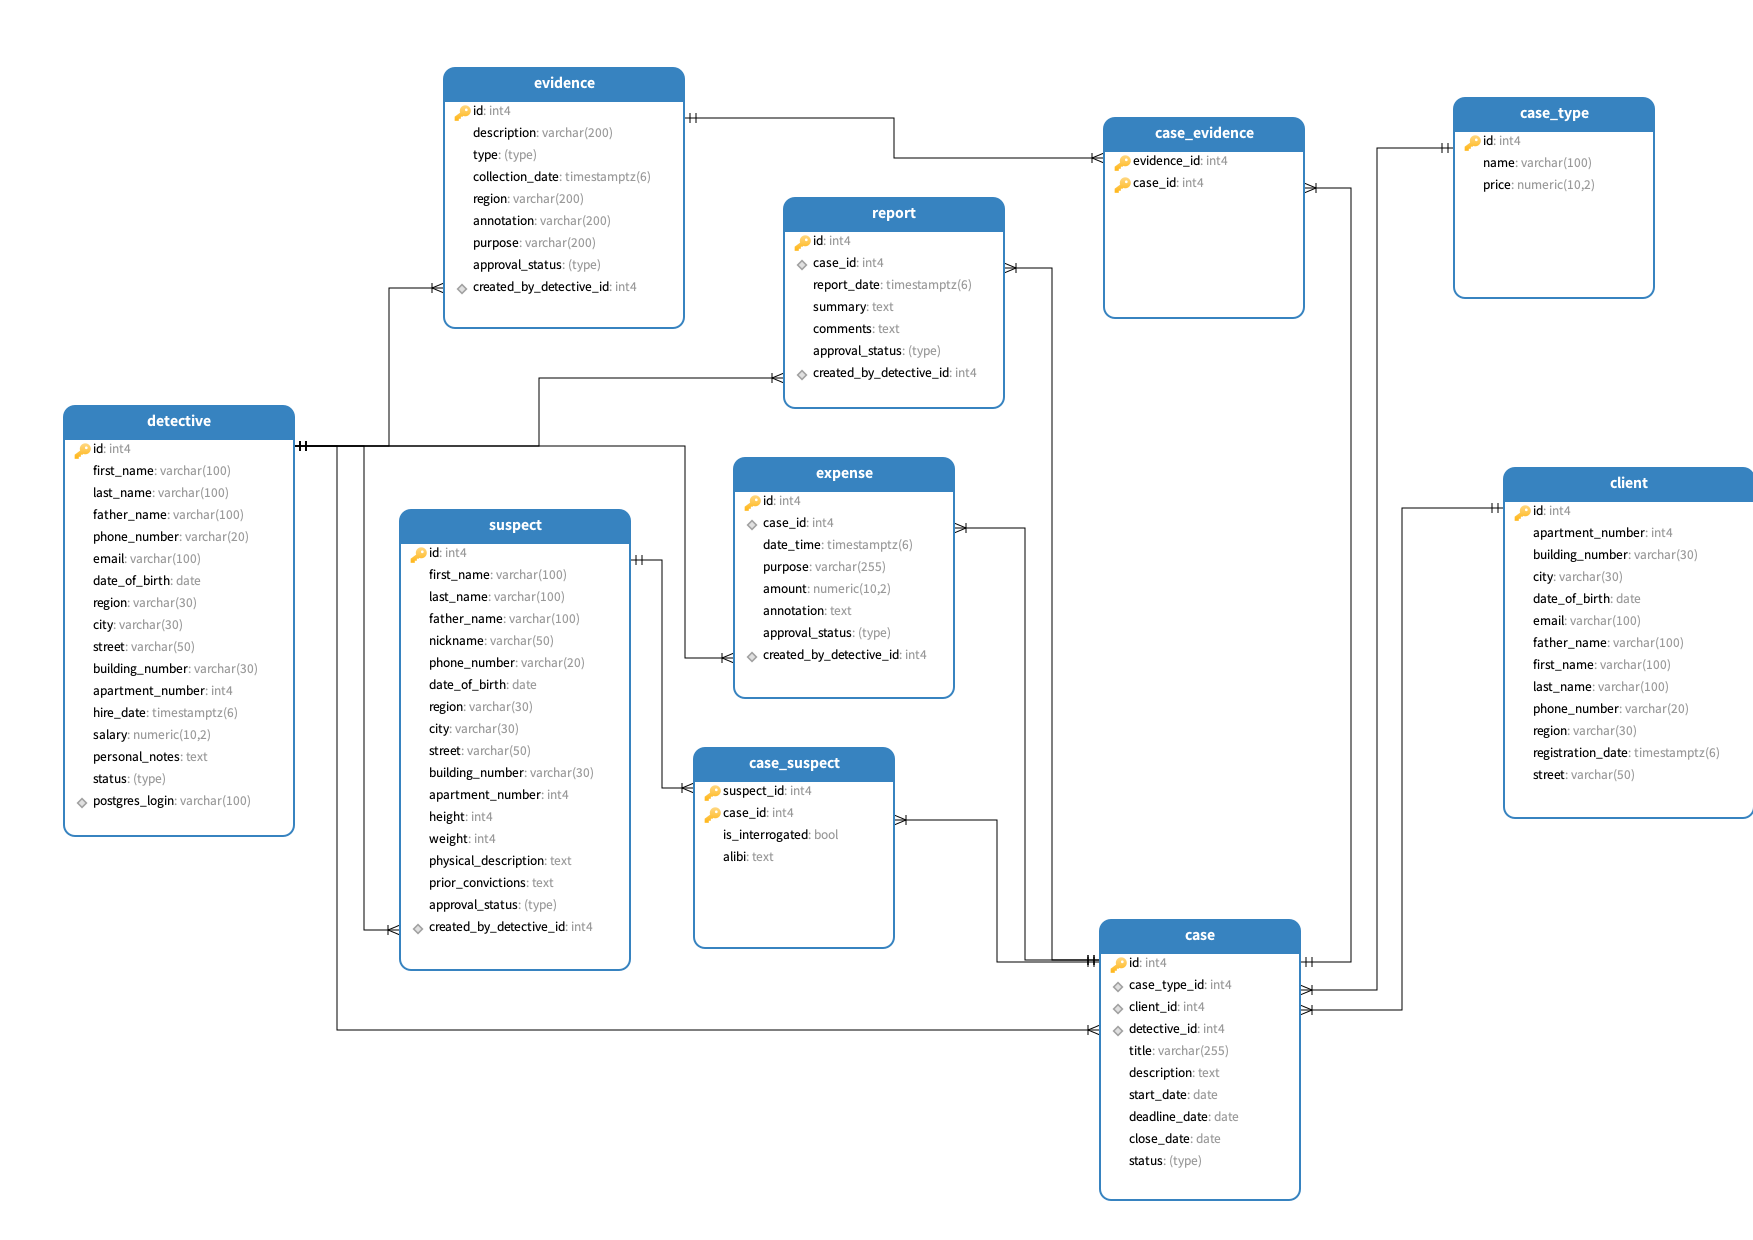 evidence
id: int4
description: varchar(200)
type: (type)
collection_date: timestamptz(6)
region: varchar(200)
annotation: varchar(200)
purpose: varchar(200)
approval_status: (type)
created_by_detective_id: int4
case_evidence
evidence_id: int4
case_id: int4
case_type
id: int4
name: varchar(100)
price: numeric(10,2)
report
id: int4
case_id: int4
report_date: timestamptz(6)
summary: text
comments: text
approval_status: (type)
created_by_detective_id: int4
detective
id: int4
first_name: varchar(100)
last_name: varchar(100)
father_name: varchar(100)
phone_number: varchar(20)
email: varchar(100)
date_of_birth: date
region: varchar(30)
city: varchar(30)
street: varchar(50)
building_number: varchar(30)
apartment_number: int4
hire_date: timestamptz(6)
salary: numeric(10,2)
personal_notes: text
status: (type)
postgres_login: varchar(100)
suspect
id: int4
first_name: varchar(100)
last_name: varchar(100)
father_name: varchar(100)
nickname: varchar(50)
phone_number: varchar(20)
date_of_birth: date
region: varchar(30)
city: varchar(30)
street: varchar(50)
building_number: varchar(30)
apartment_number: int4
height: int4
weight: int4
physical_description: text
prior_convictions: text
approval_status: (type)
created_by_detective_id: int4
expense
id: int4
case_id: int4
date_time: timestamptz(6)
purpose: varchar(255)
amount: numeric(10,2)
annotation: text
approval_status: (type)
created_by_detective_id: int4
client
id: int4
apartment_number: int4
building_number: varchar(30)
city: varchar(30)
date_of_birth: date
email: varchar(100)
father_name: varchar(100)
first_name: varchar(100)
last_name: varchar(100)
phone_number: varchar(20)
region: varchar(30)
registration_date: timestamptz(6)
street: varchar(50)
case_suspect
suspect_id: int4
case_id: int4
is_interrogated: bool
alibi: text
case
id: int4
case_type_id: int4
client_id: int4
detective_id: int4
title: varchar(255)
description: text
start_date: date
deadline_date: date
close_date: date
status: (type)